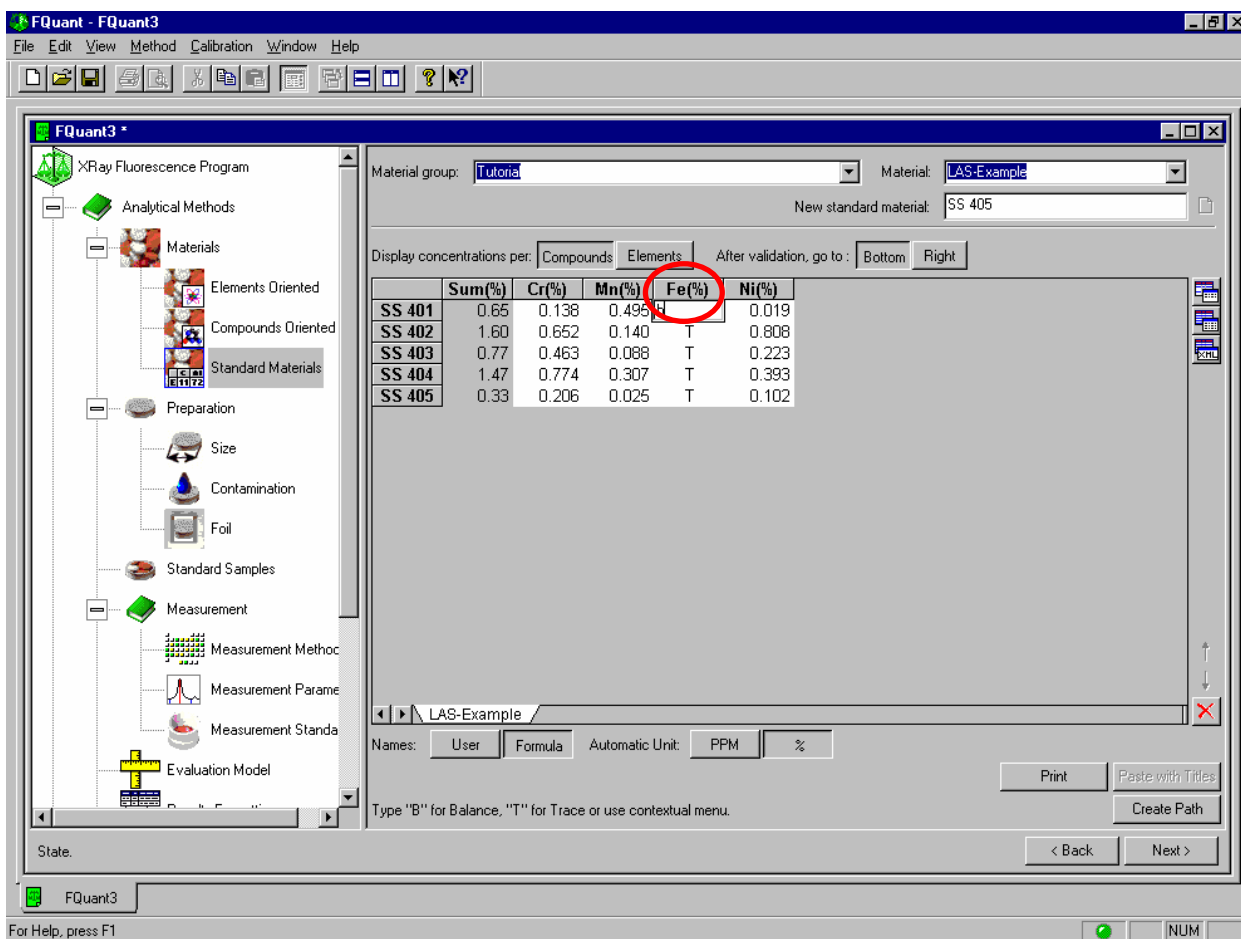 FQuant - FQuant3
File Edit View Method Calibration Window Help
FQuant3 *
XRay Fluorescence Program
Analytical Methods
Materials
Elements Oriented
Compounds Oriented
Standard Materials
Preparation
Size
Contamination
Foil
Standard Samples
Measurement
Measurement Method
Measurement Parame
Measurement Standa
Evaluation Model
Material group: Tutorial Material: LAS-Example
New standard material: SS 405
Display concentrations per: Compounds Elements After validation, go to : Bottom Right
Sum(%) Cr(%) Mn(%) Fe(%) Ni(%)
SS 401 0.65 0.138 0.495 b 0.019
SS 402 1.60 0.652 0.140 T 0.808
SS 403 0.77 0.463 0.088 T 0.223
SS 404 1.47 0.774 0.307 T 0.393
SS 405 0.33 0.206 0.025 T 0.102
XML
LAS-Example
Names: User Formula Automatic Unit: PPM %
Print Paste with Titles
Type "B" for Balance, "T" for Trace or use contextual menu. Create Path
State. < Back Next >
FQuant3
For Help, press F1 NUM